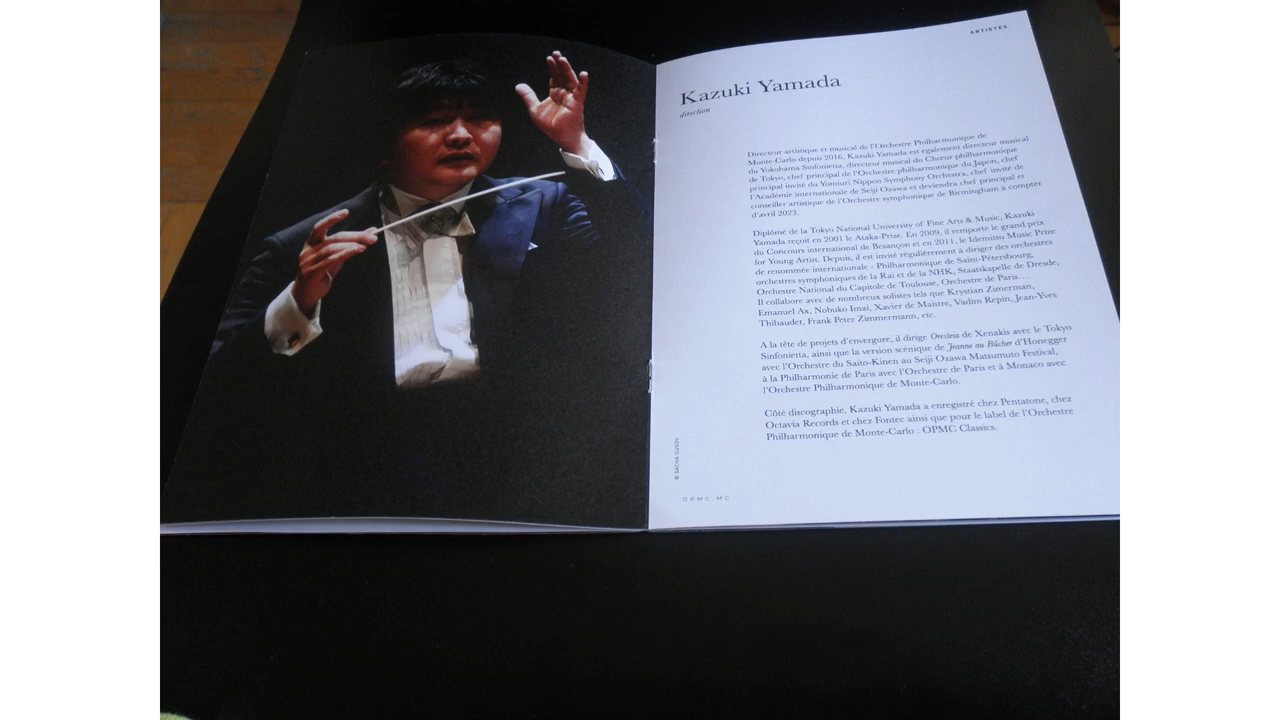 ARTISTES
Kazuki Yamada
direction
Directeur artistique et musical de l'Orchestre Philharmonique de
Monte-Carlo depuis 2016, Kazuki Yamada est également directeur musical
du Yokohama Sinfonietta, directeur musical du Chœur philharmonique
de Tokyo, chef principal de l'Orchestre philharmonique du Japon, chef
principal invité du Yomiuri Nippon Symphony Orchestra, chef invité de
l'Académie internationale de Seiji Ozawa et deviendra chef principal et
conseiller artistique de l'Orchestre symphonique de Birmingham à compter
d'avril 2023.
Diplômé de la Tokyo National University of Fine Arts & Music, Kazuki
Yamada reçoit en 2001 le Ataka-Prize. En 2009, il remporte le grand prix
du Concours international de Besançon et en 2011, le Idemitsu Music Prize
for Young Artist. Depuis, il est invité régulièrement à diriger des orchestres
de renommée internationale - Philharmonique de Saint-Pétersbourg,
orchestres symphoniques de la Rai et de la NHK, Staatskapelle de Dresde,
Orchestre National du Capitole de Toulouse, Orchestre de Paris…
Il collabore avec de nombreux solistes tels que Krystian Zimerman,
Emanuel Ax, Nobuko Imai, Xavier de Maistre, Vadim Repin, Jean-Yves
Thibaudet, Frank Peter Zimmermann, etc.
A la tête de projets d'envergure, il dirige Oresteia de Xenakis avec le Tokyo
Sinfonietta, ainsi que la version scénique de Jeanne au Bûcher d'Honegger
avec l'Orchestre du Saito-Kinen au Seiji Ozawa Matsumuto Festival,
à la Philharmonie de Paris avec l'Orchestre de Paris et à Monaco avec
l'Orchestre Philharmonique de Monte-Carlo.
Côté discographie, Kazuki Yamada a enregistré chez Pentatone, chez
Octavia Records et chez Fontec ainsi que pour le label de l'Orchestre
Philharmonique de Monte-Carlo : OPMC Classics.
© SACHA GUSOV
OPMC MC